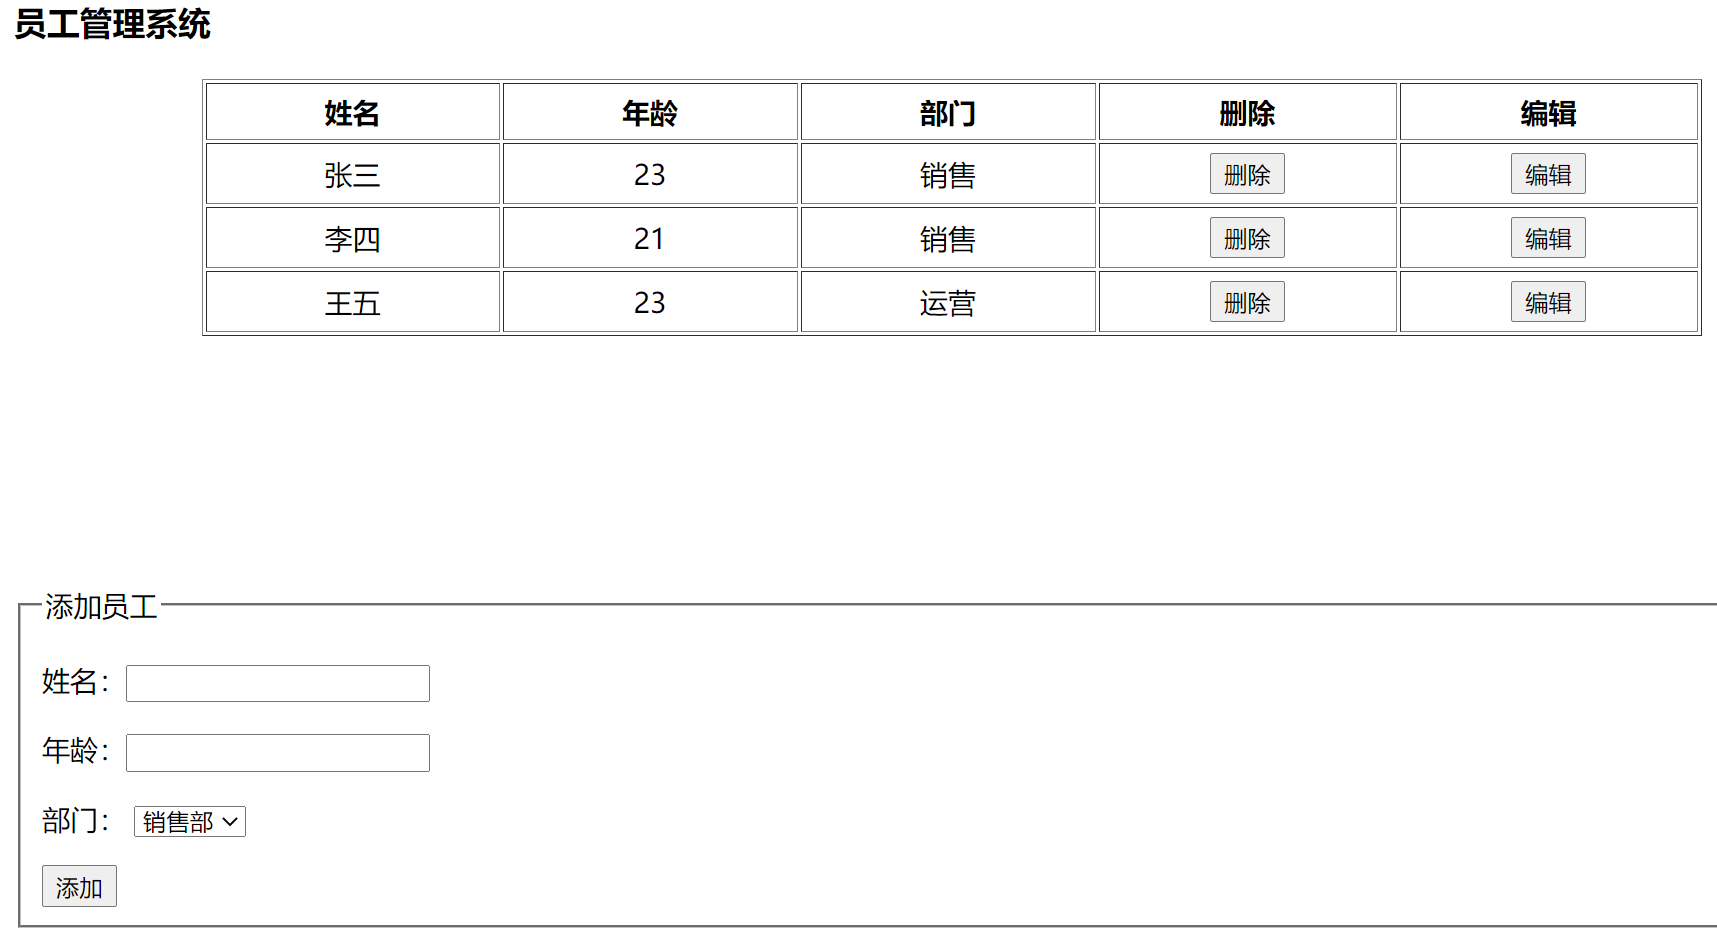 员工管理系统
姓名 年龄 部门 删除 编辑
张三 23 销售 删除 编辑
李四 21 销售 删除 编辑
王五 23 运营 删除 编辑
添加员工
姓名：
年龄：
部门： 销售部
添加